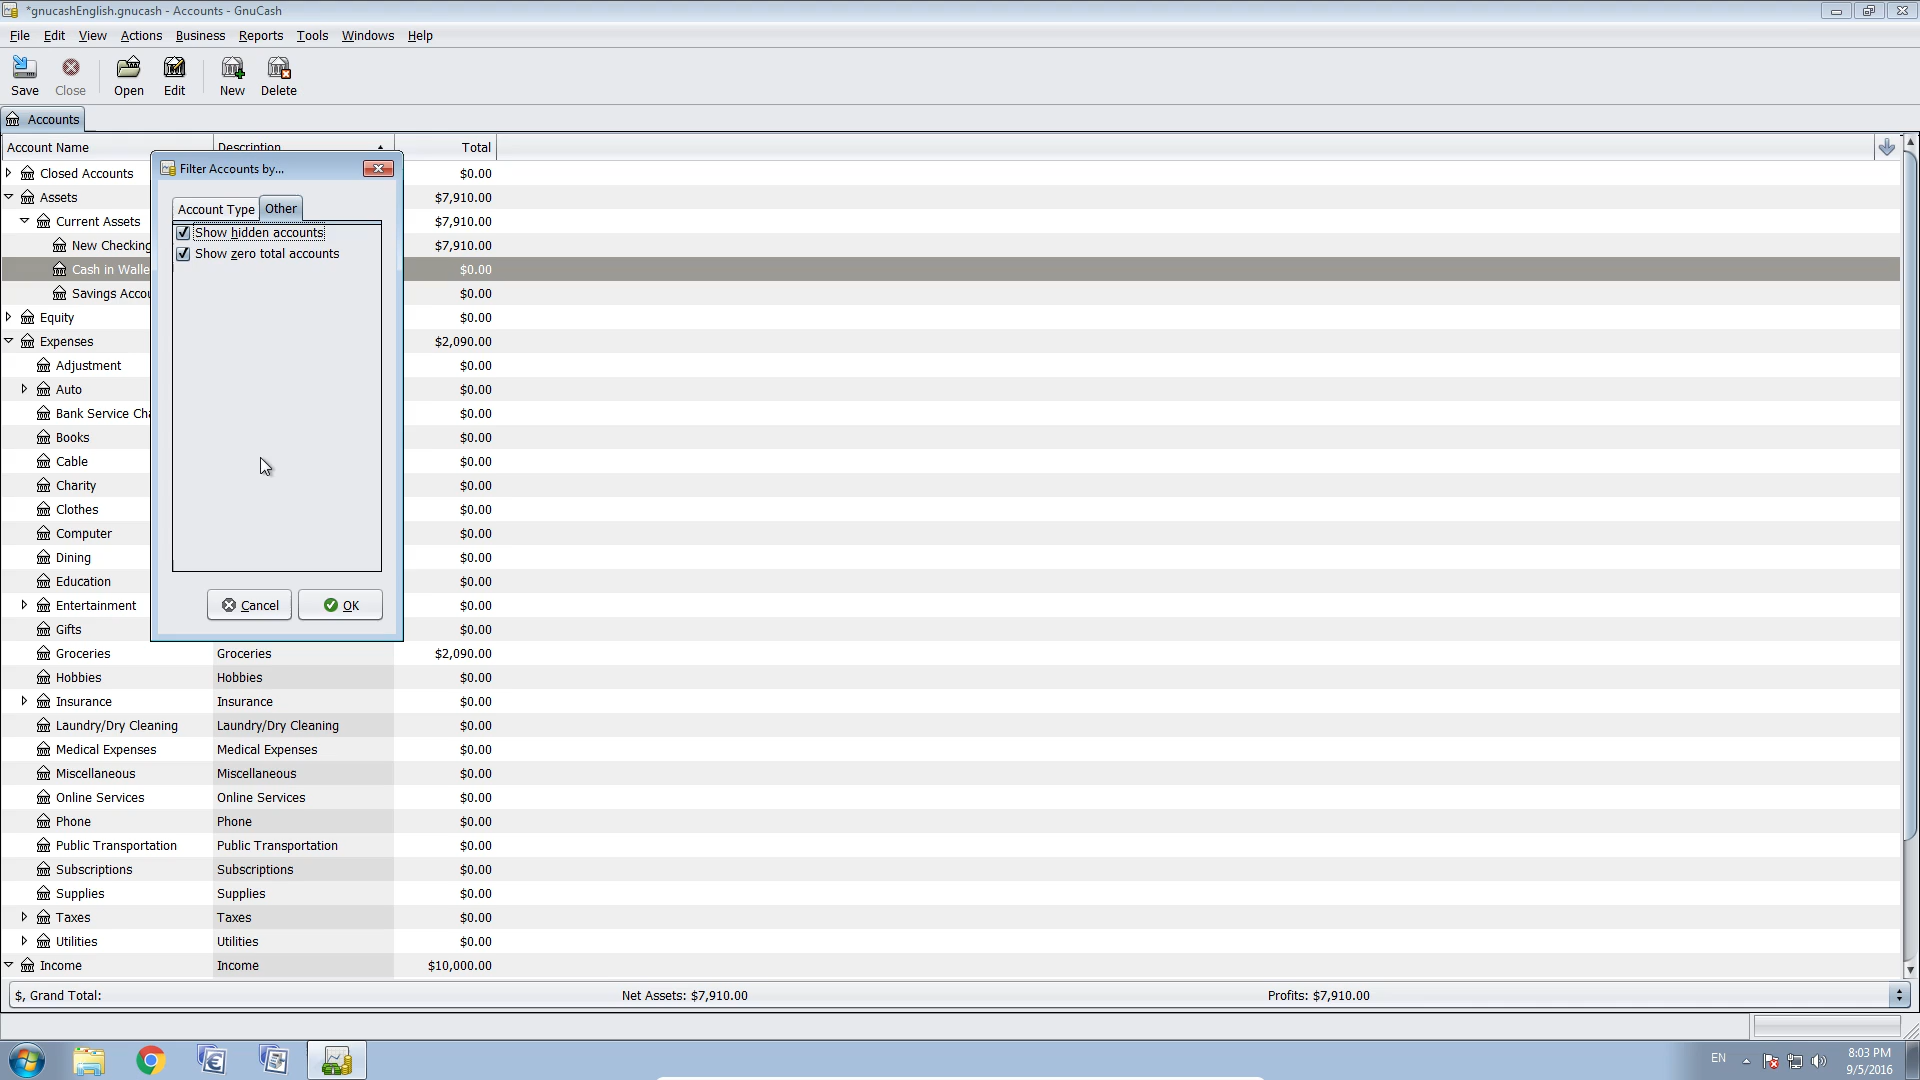 *gnucashEnglish.gnucash - Accounts - GnuCash
File Edit View Actions Business Reports Tools Windows Help
Save Close Open Edit New Delete
Accounts
Account Name Description Total
Closed Accounts $0.00
Assets $7,910.00
Current Assets $7,910.00
New Checking $7,910.00
Cash in Walle $0.00
Savings Accou $0.00
Equity $0.00
Expenses $2,090.00
Adjustment $0.00
Auto $0.00
Bank Service Cha $0.00
Books $0.00
Cable $0.00
Charity $0.00
Clothes $0.00
Computer $0.00
Dining $0.00
Education $0.00
Entertainment $0.00
Gifts $0.00
Groceries Groceries $2,090.00
Hobbies Hobbies $0.00
Insurance Insurance $0.00
Laundry/Dry Cleaning Laundry/Dry Cleaning $0.00
Medical Expenses Medical Expenses $0.00
Miscellaneous Miscellaneous $0.00
Online Services Online Services $0.00
Phone Phone $0.00
Public Transportation Public Transportation $0.00
Subscriptions Subscriptions $0.00
Supplies Supplies $0.00
Taxes Taxes $0.00
Utilities Utilities $0.00
Income Income $10,000.00
Filter Accounts by...
Account Type Other
Show hidden accounts
Show zero total accounts
Cancel OK
$, Grand Total: Net Assets: $7,910.00 Profits: $7,910.00
EN 8:03 PM
9/5/2016